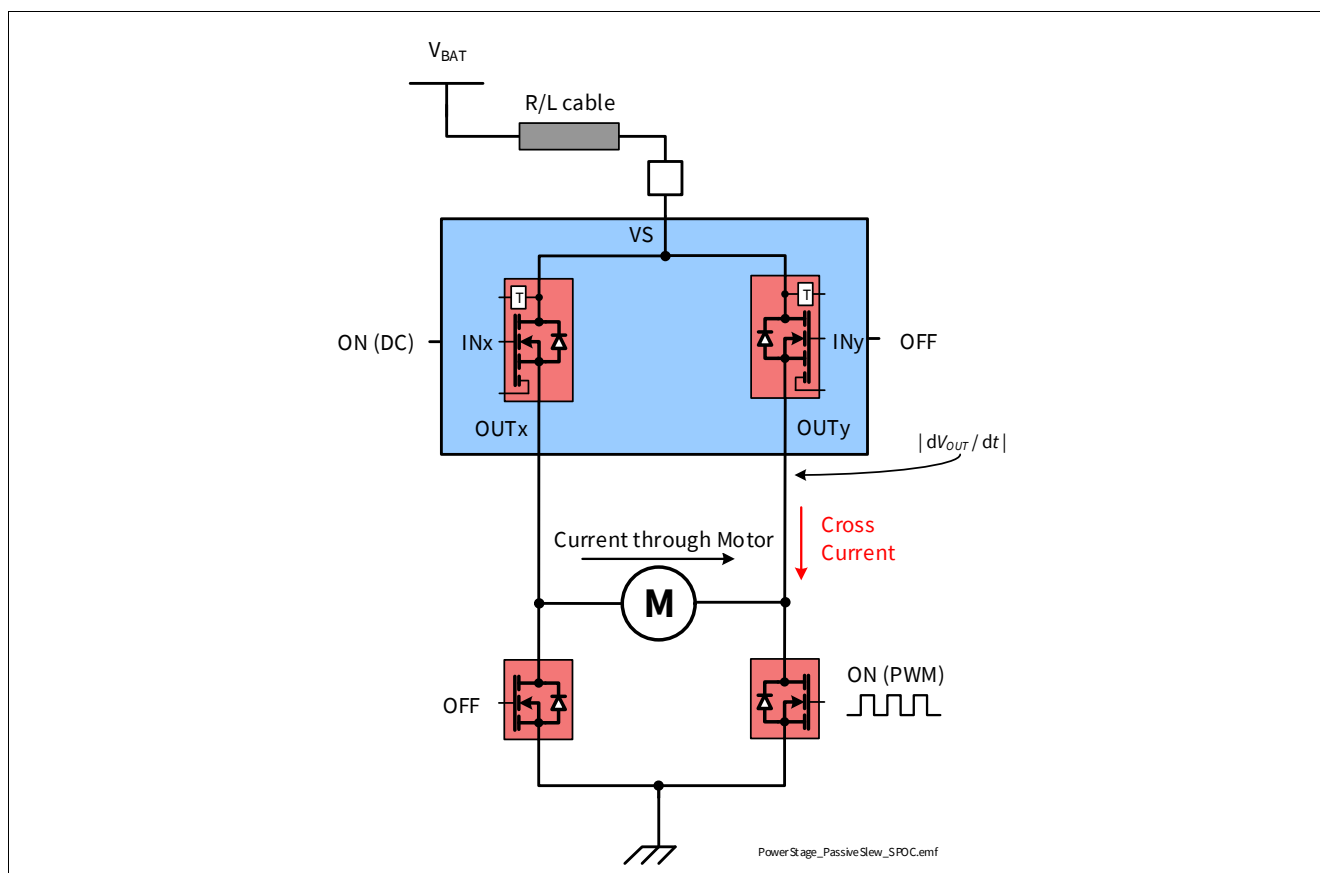 V_BAT
R/L cable
VS
T
T
ON (DC)
INx
INy
OFF
OUTx
OUTy
| dV_OUT / dt |
Cross
Current
Current through Motor
M
OFF
ON (PWM)
PowerStage_PassiveSlew_SPOC.emf